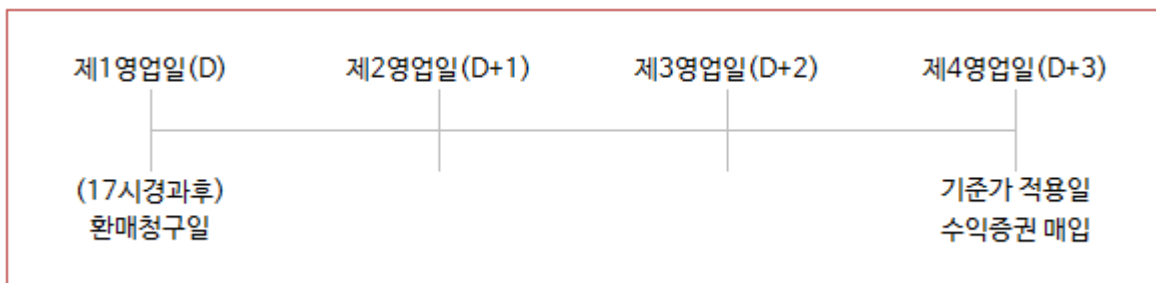 제1영업일(D) 제2영업일(D+1) 제3영업일(D+2) 제4영업일(D+3)
(17시경과후) 기준가 적용일
환매청구일 수익증권 매입